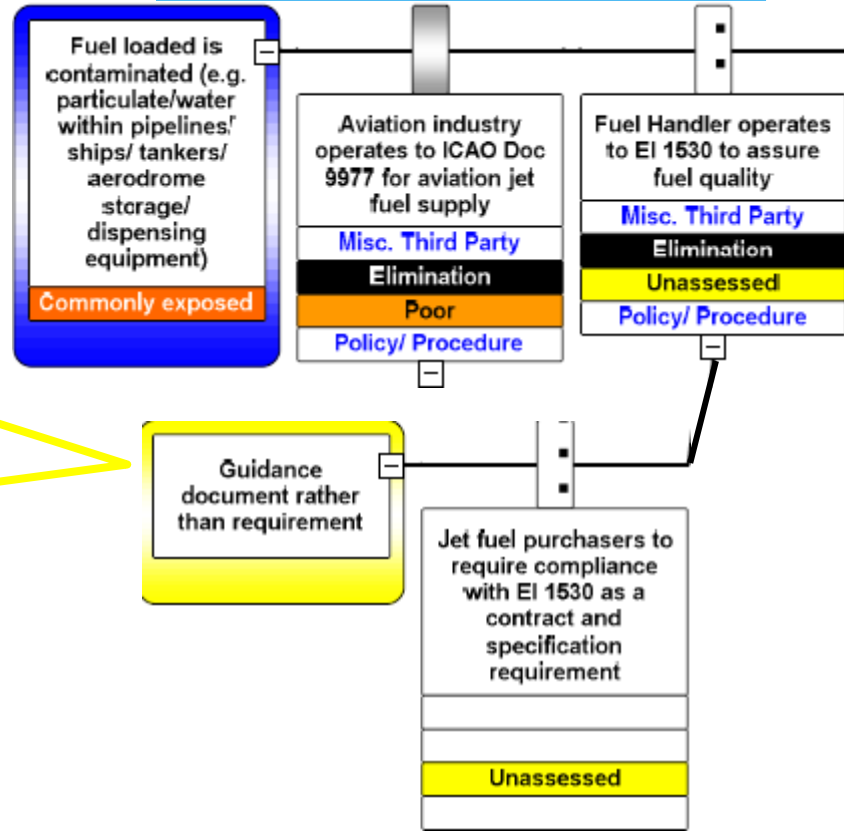 Fuel loaded is
contaminated (e.g.
particulate/water
within pipelines/
ships/ tankers/
aerodrome
storage/
dispensing
equipment)
Commonly exposed
Aviation industry
operates to ICAO Doc
9977 for aviation jet
fuel supply
Misc. Third Party
Elimination
Poor
Policy/ Procedure
Fuel Handler operates
to EI 1530 to assure
fuel quality
Misc. Third Party
Elimination
Unassessed
Policy/ Procedure
Guidance
document rather
than requirement
Jet fuel purchasers to
require compliance
with EI 1530 as a
contract and
specification
requirement
Unassessed